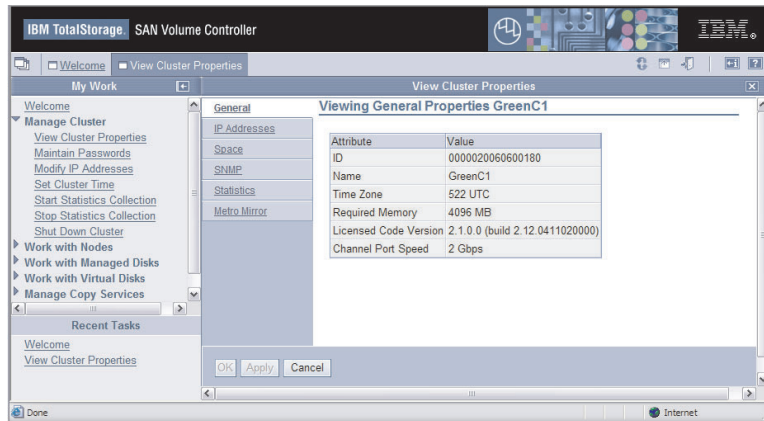 IBM TotalStorage. SAN Volume Controller
IBM
Welcome
View Cluster Properties
My Work
Welcome
Manage Cluster
View Cluster Properties
Maintain Passwords
Modify IP Addresses
Set Cluster Time
Start Statistics Collection
Stop Statistics Collection
Shut Down Cluster
Work with Nodes
Work with Managed Disks
Work with Virtual Disks
Manage Copy Services
Recent Tasks
Welcome
View Cluster Properties
View Cluster Properties
General
IP Addresses
Space
SNMP
Statistics
Metro Mirror
Viewing General Properties GreenC1
Attribute Value
ID 0000020060600180
Name GreenC1
Time Zone 522 UTC
Required Memory 4096 MB
Licensed Code Version 2.1.0.0 (build 2.12.0411020000)
Channel Port Speed 2 Gbps
OK Apply Cancel
Done
Internet